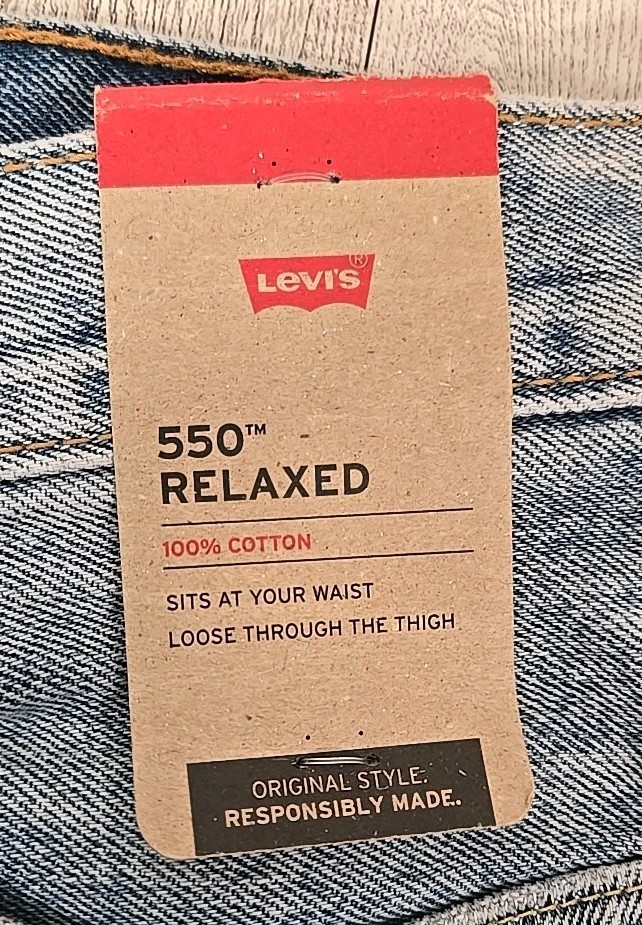 LEVI'S®
550™
RELAXED
100% COTTON
SITS AT YOUR WAIST
LOOSE THROUGH THE THIGH
ORIGINAL STYLE.
RESPONSIBLY MADE.